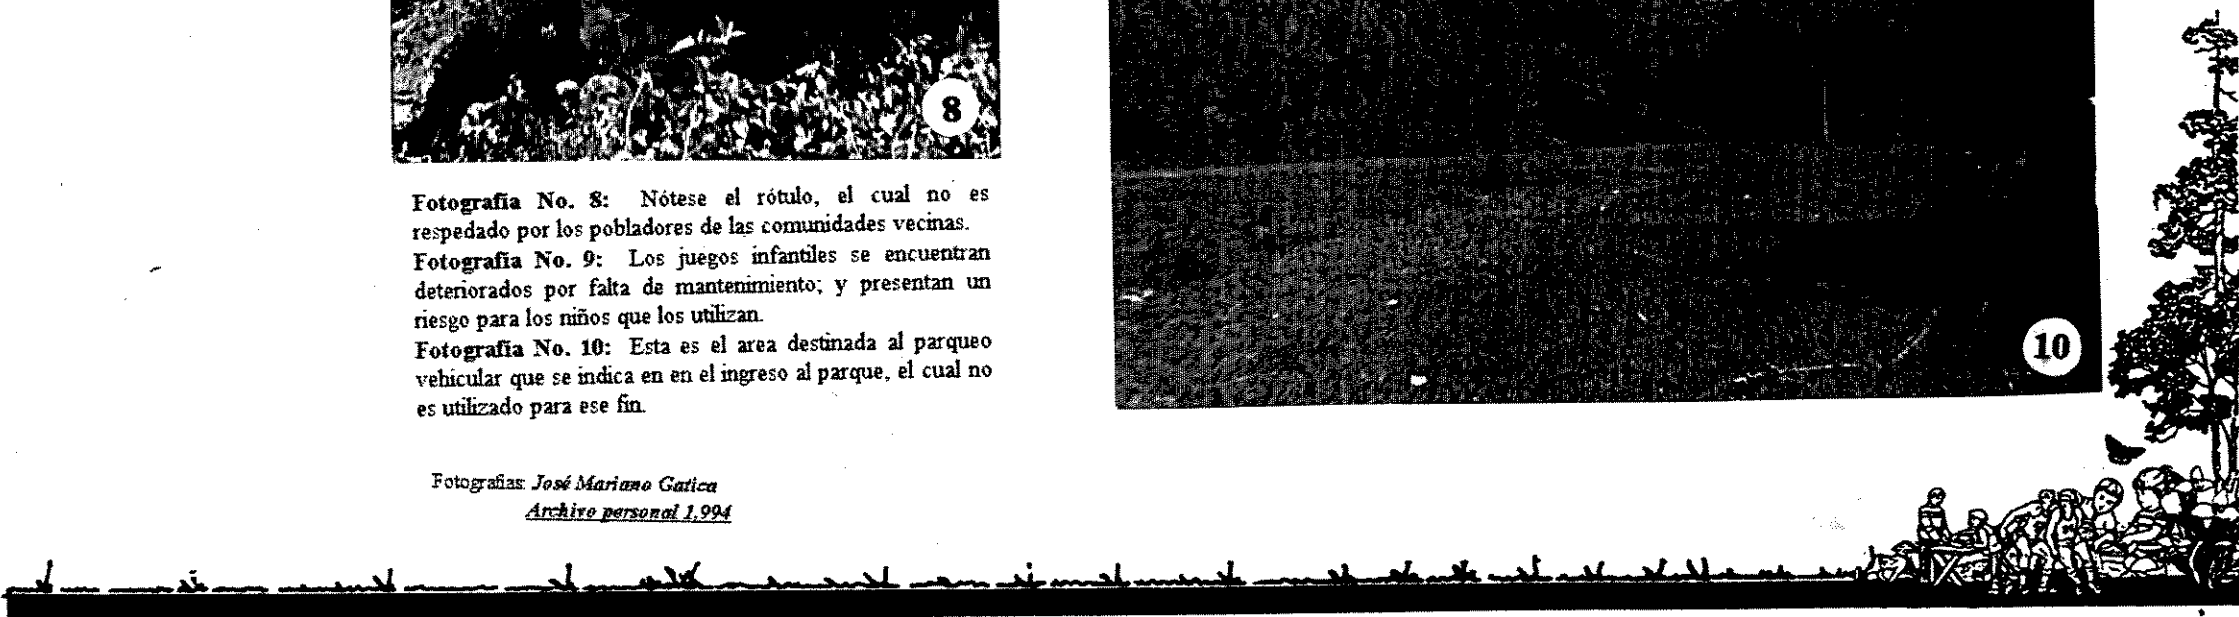 8
Fotografía No. 8: Nótese el rótulo, el cual no es
respedado por los pobladores de las comunidades vecinas.
Fotografía No. 9: Los juegos infantiles se encuentran
deteriorados por falta de mantenimiento; y presentan un
riesgo para los niños que los utilizan.
Fotografía No. 10: Esta es el area destinada al parqueo
vehicular que se indica en en el ingreso al parque, el cual no
es utilizado para ese fin.
Fotografías: José Mariano Gatica
Archivo personal 1,994
10